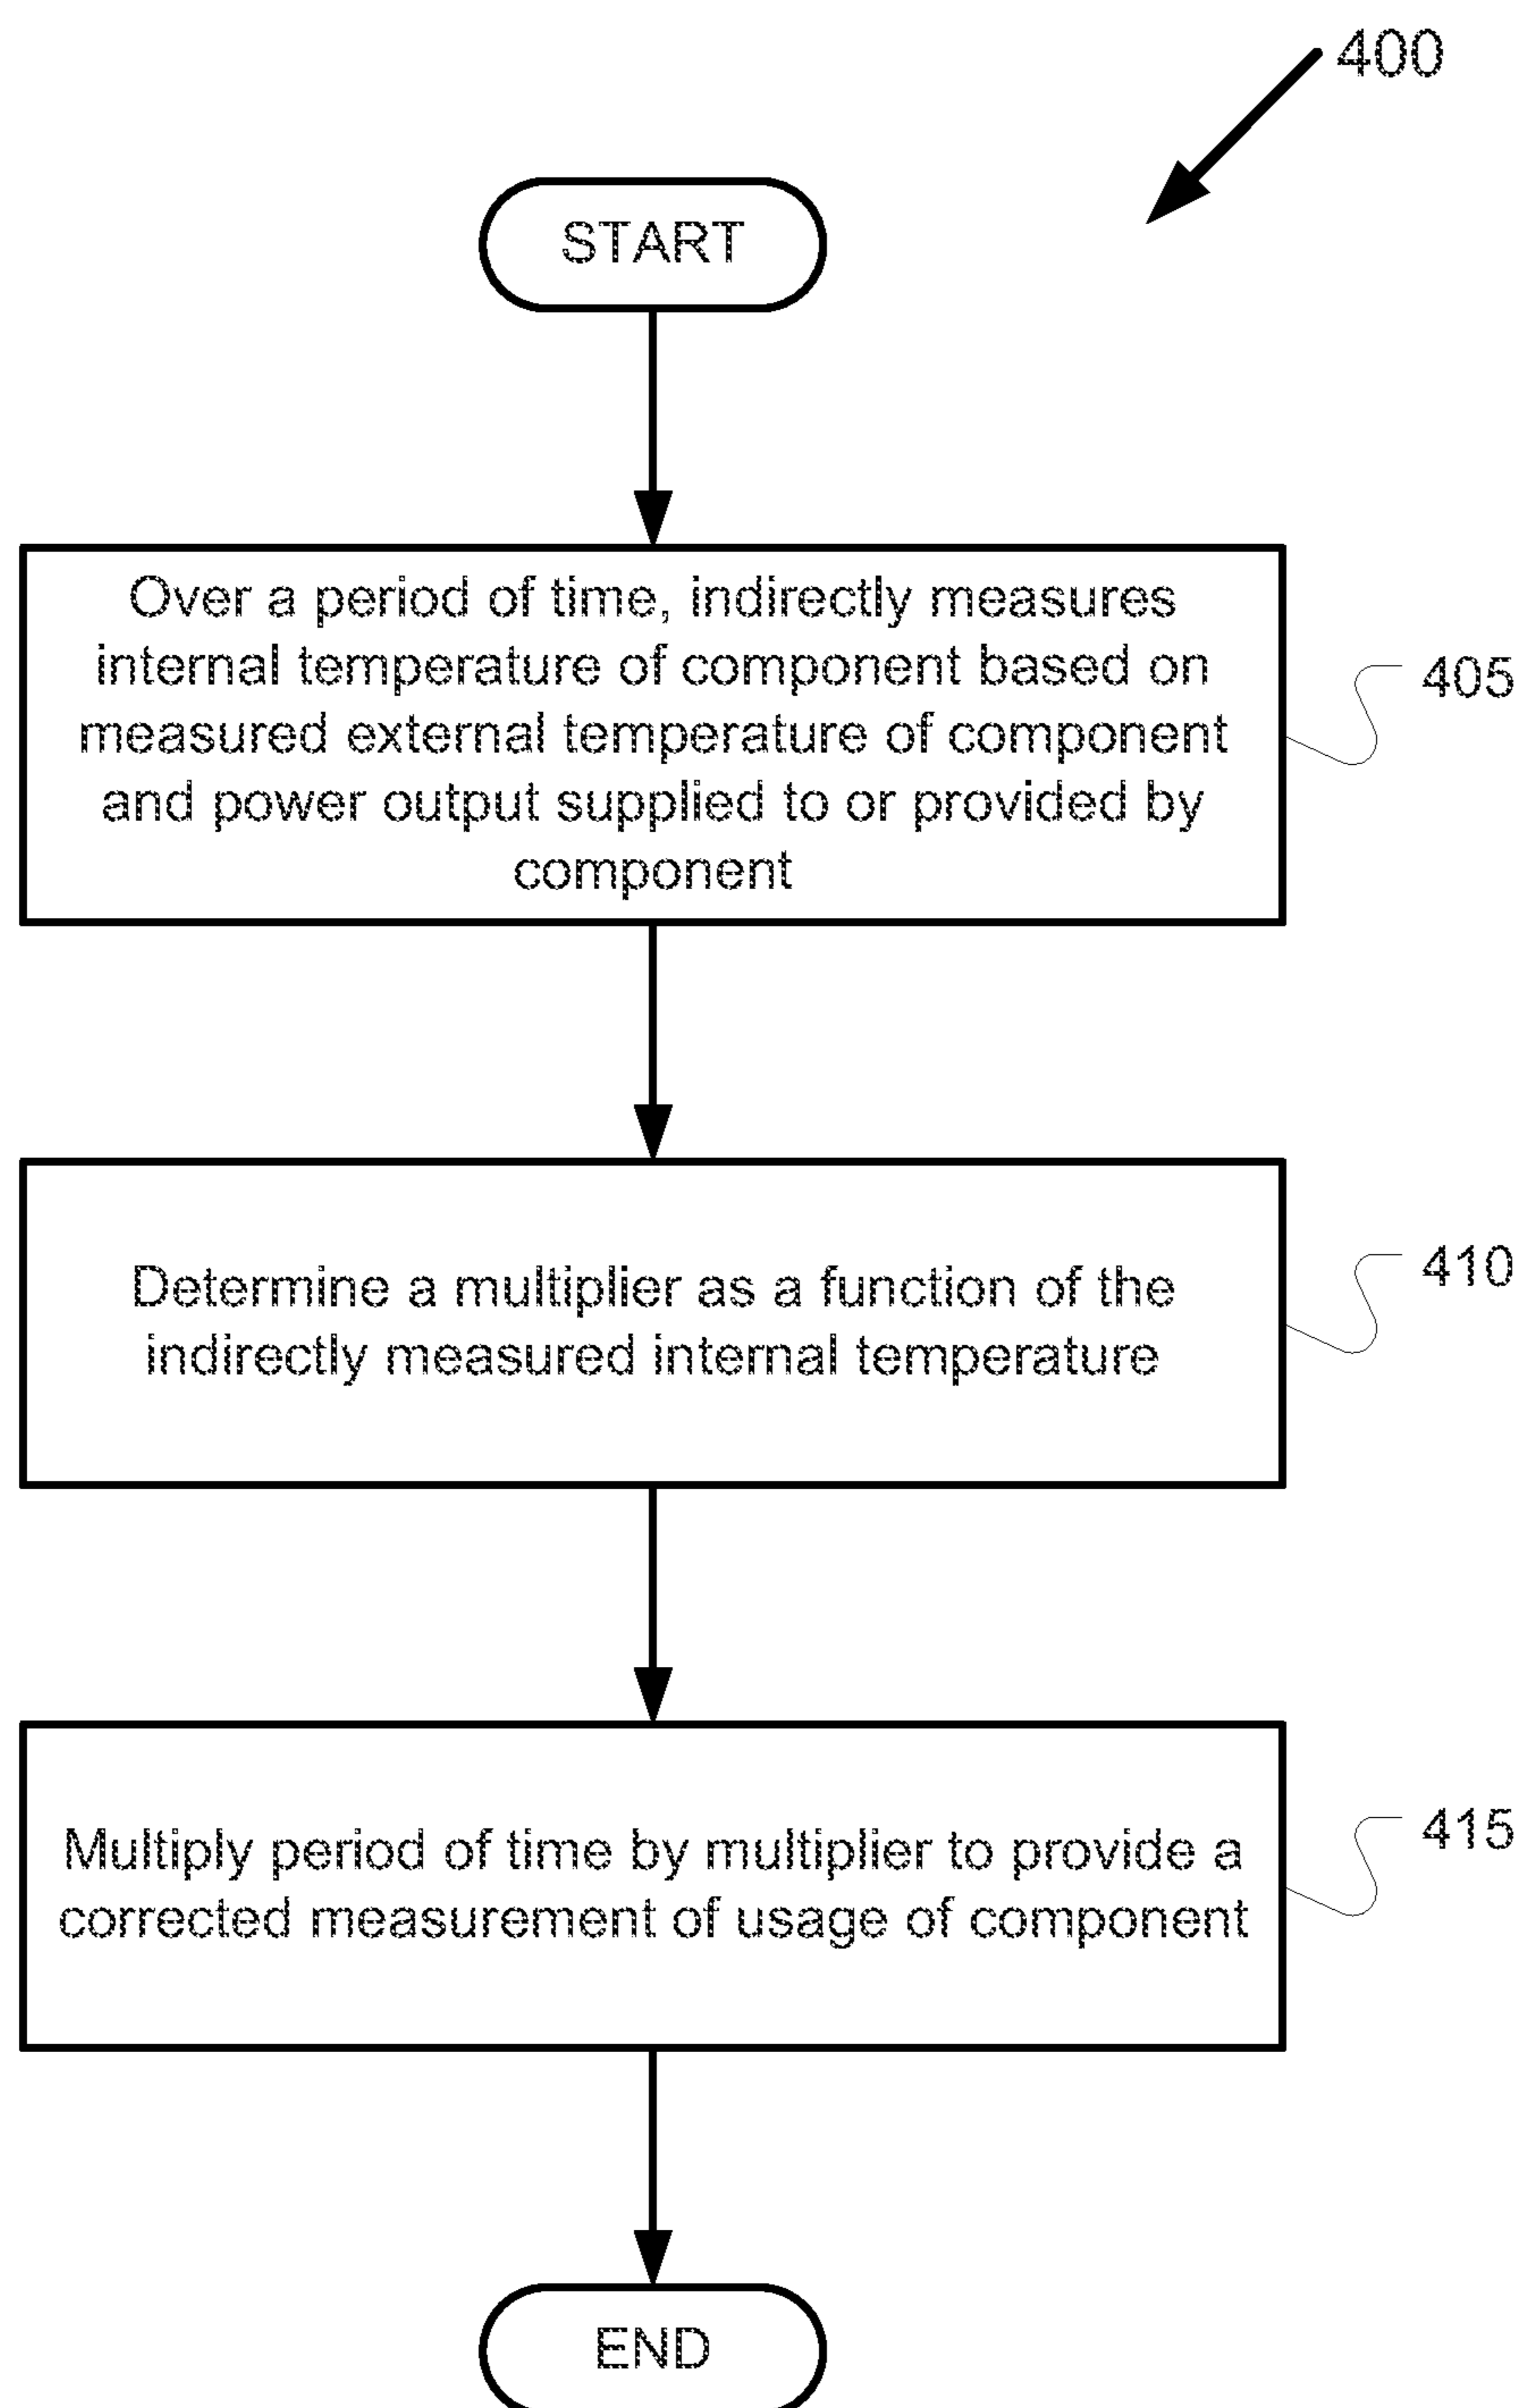 400
START
Over a period of time, indirectly measures
internal temperature of component based on
measured external temperature of component
and power output supplied to or provided by
component
405
Determine a multiplier as a function of the
indirectly measured internal temperature
410
Multiply period of time by multiplier to provide a
corrected measurement of usage of component
415
END